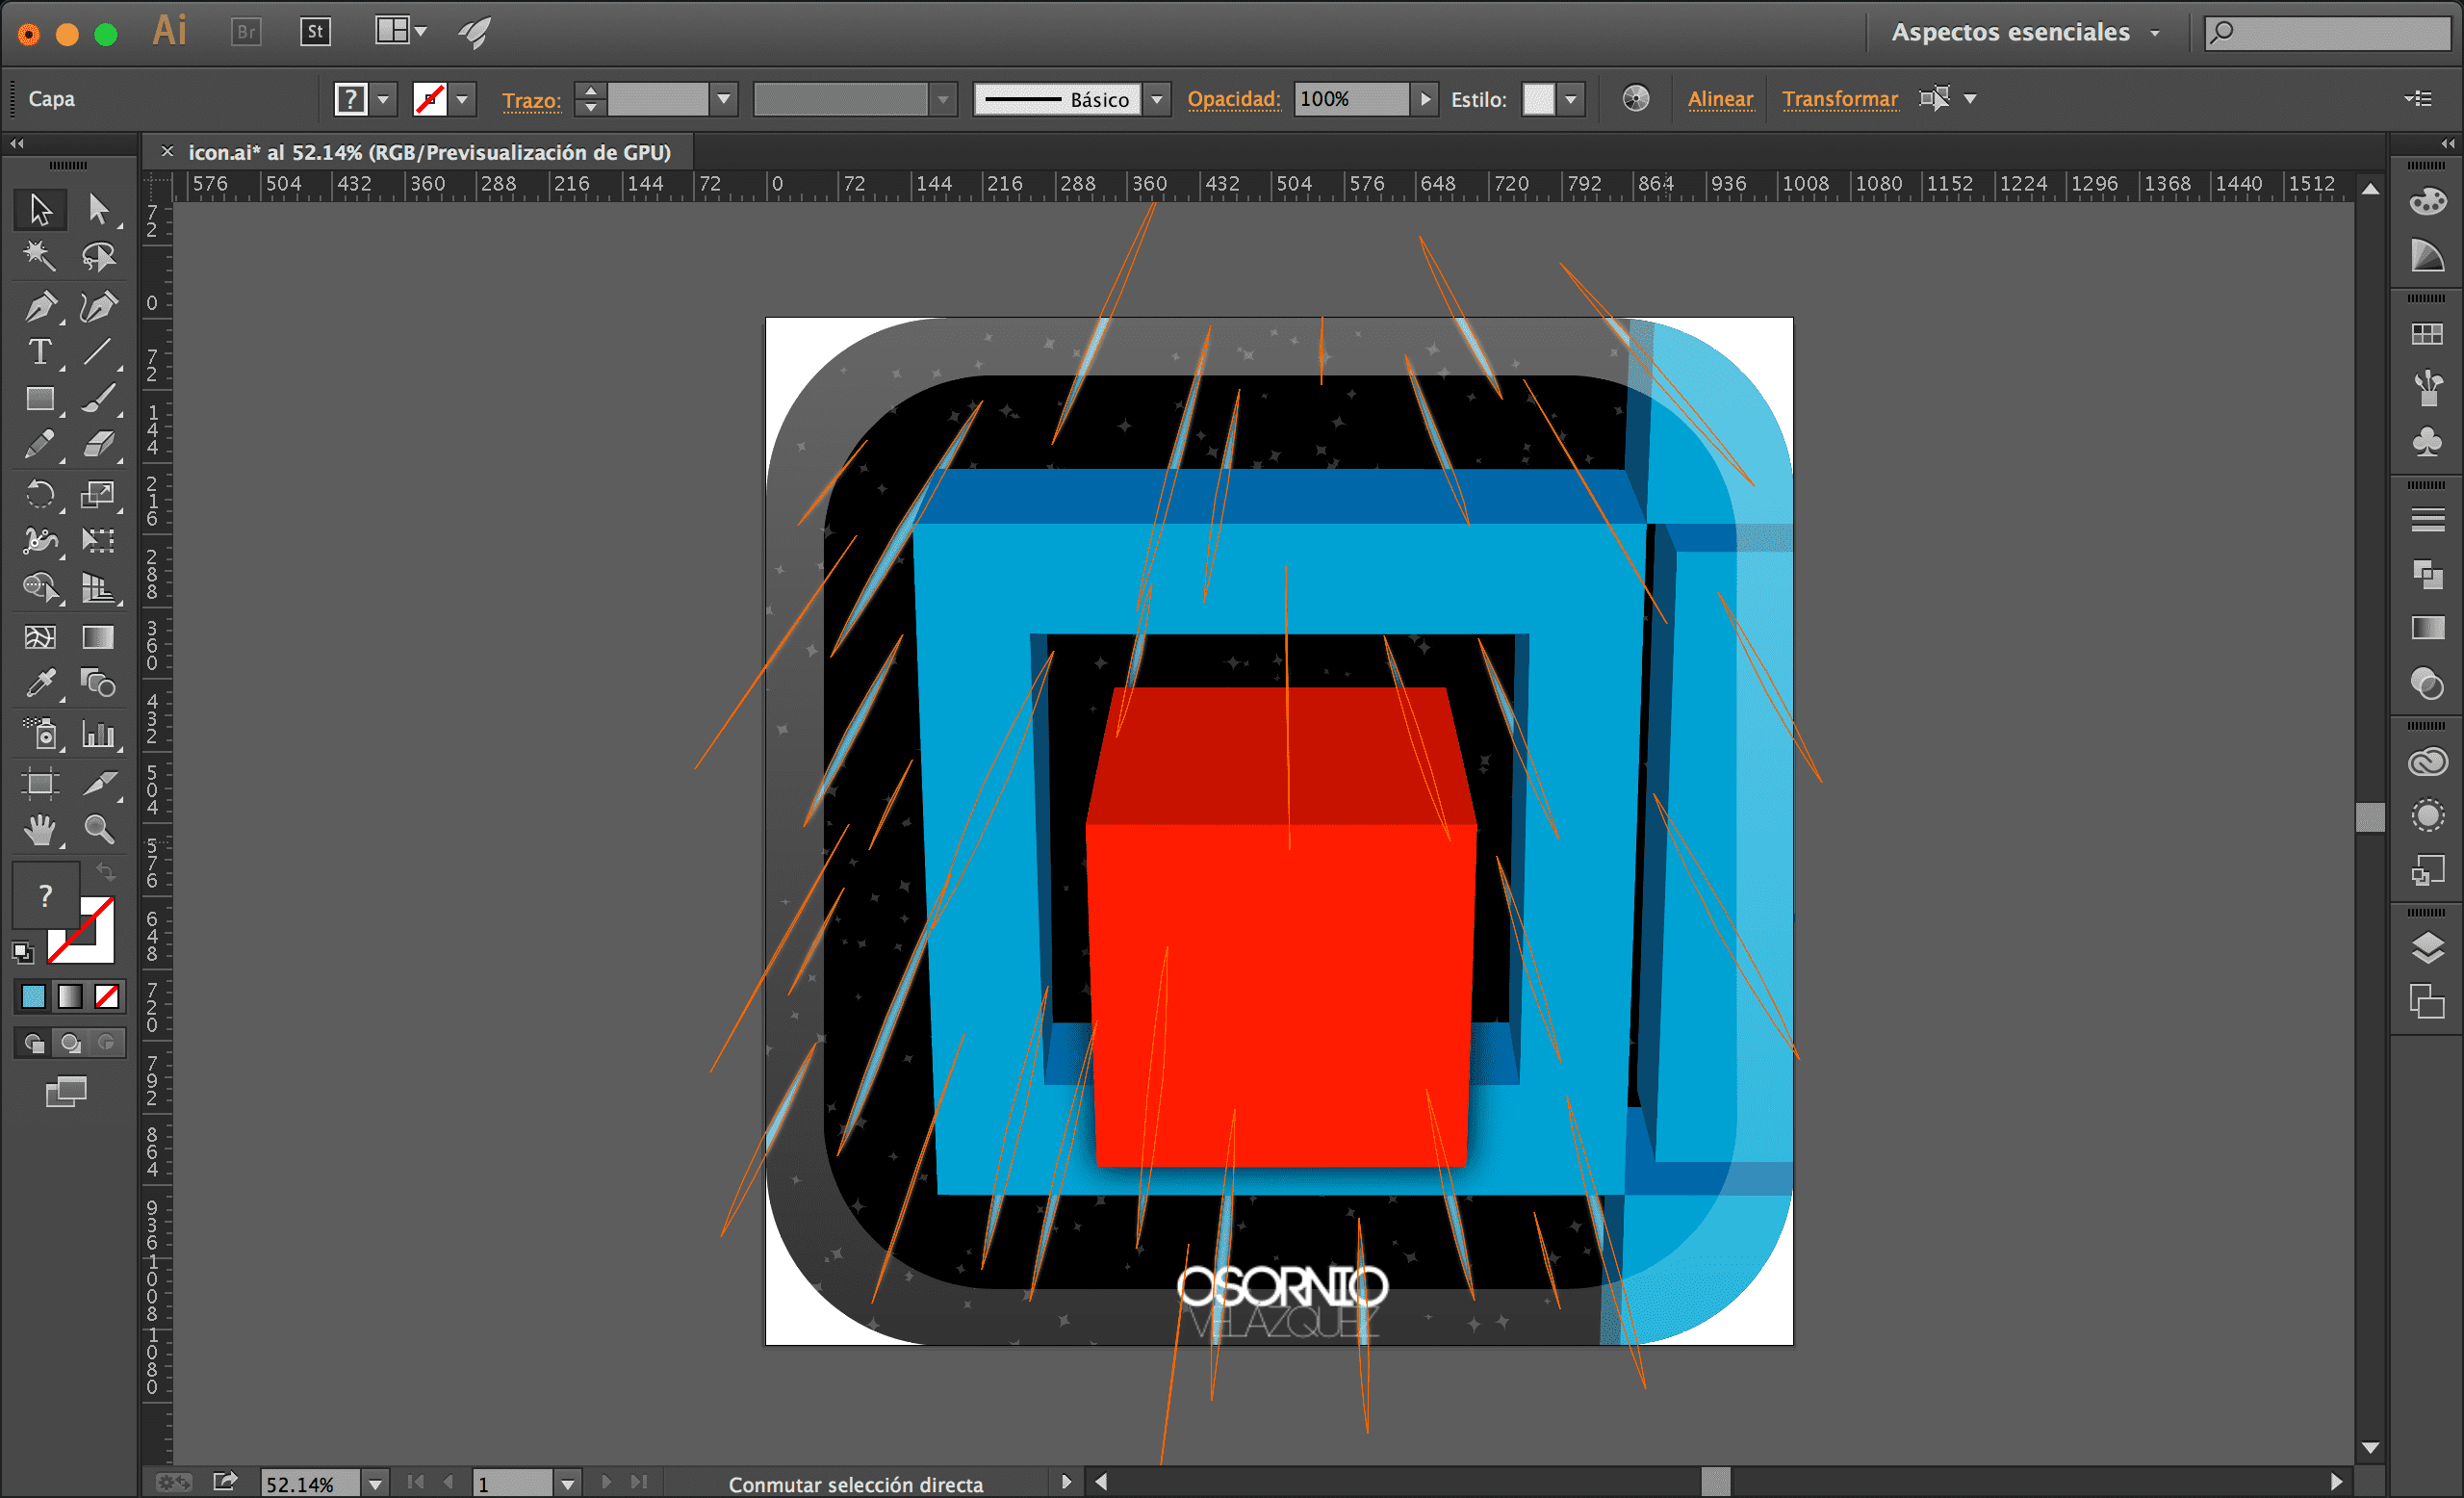 Ai Br St Aspectos esenciales
Capa ? Trazo: Básico Opacidad: 100% Estilo: Alinear Transformar
× icon.ai* al 52.14% (RGB/Previsualización de GPU)
576 504 432 360 288 216 144 72 0 72 144 216 288 360 432 504 576 648 720 792 864 936 1008 1080 1152 1224 1296 1368 1440 1512
72
0
72
144
216
288
360
432
504
576
648
720
792
864
936
1008
1080
T
?
OSORNIO
VELAZQUEZ
52.14% 1 Conmutar selección directa